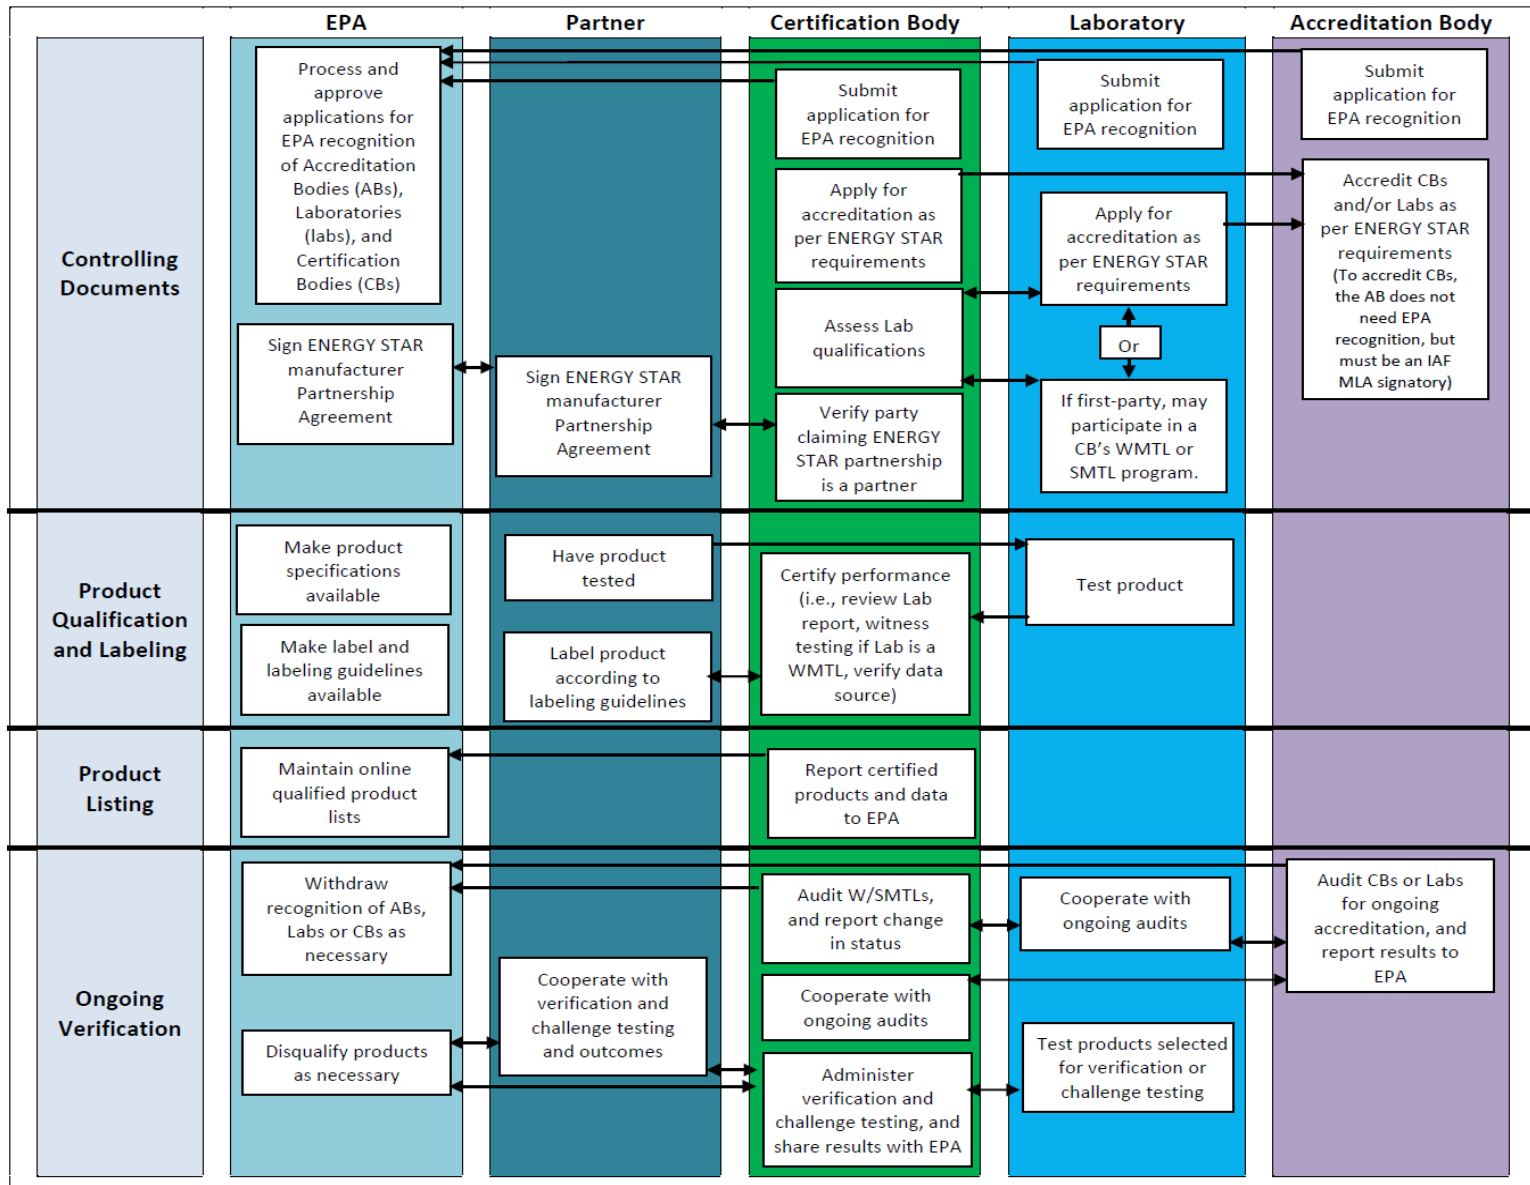 EPA
Partner
Certification Body
Laboratory
Accreditation Body
Controlling
Documents
Process and
approve
applications for
EPA recognition
of Accreditation
Bodies (ABs),
Laboratories
(labs), and
Certification
Bodies (CBs)
Sign ENERGY STAR
manufacturer
Partnership
Agreement
Sign ENERGY STAR
manufacturer
Partnership
Agreement
Submit
application for
EPA recognition
Apply for
accreditation as
per ENERGY STAR
requirements
Assess Lab
qualifications
Verify party
claiming ENERGY
STAR partnership
is a partner
Submit
application for
EPA recognition
Apply for
accreditation as
per ENERGY STAR
requirements
Or
If first-party, may
participate in a
CB's WMTL or
SMTL program.
Submit
application for
EPA recognition
Accredit CBs
and/or Labs as
per ENERGY STAR
requirements
(To accredit CBs,
the AB does not
need EPA
recognition, but
must be an IAF
MLA signatory)
Product
Qualification
and Labeling
Make product
specifications
available
Make label and
labeling guidelines
available
Have product
tested
Label product
according to
labeling guidelines
Certify performance
(i.e., review Lab
report, witness
testing if Lab is a
WMTL, verify data
source)
Test product
Product
Listing
Maintain online
qualified product
lists
Report certified
products and data
to EPA
Ongoing
Verification
Withdraw
recognition of ABs,
Labs or CBs as
necessary
Disqualify products
as necessary
Cooperate with
verification and
challenge testing
and outcomes
Audit W/SMTLs,
and report change
in status
Cooperate with
ongoing audits
Administer
verification and
challenge testing, and
share results with EPA
Cooperate with
ongoing audits
Test products selected
for verification or
challenge testing
Audit CBs or Labs
for ongoing
accreditation, and
report results to
EPA